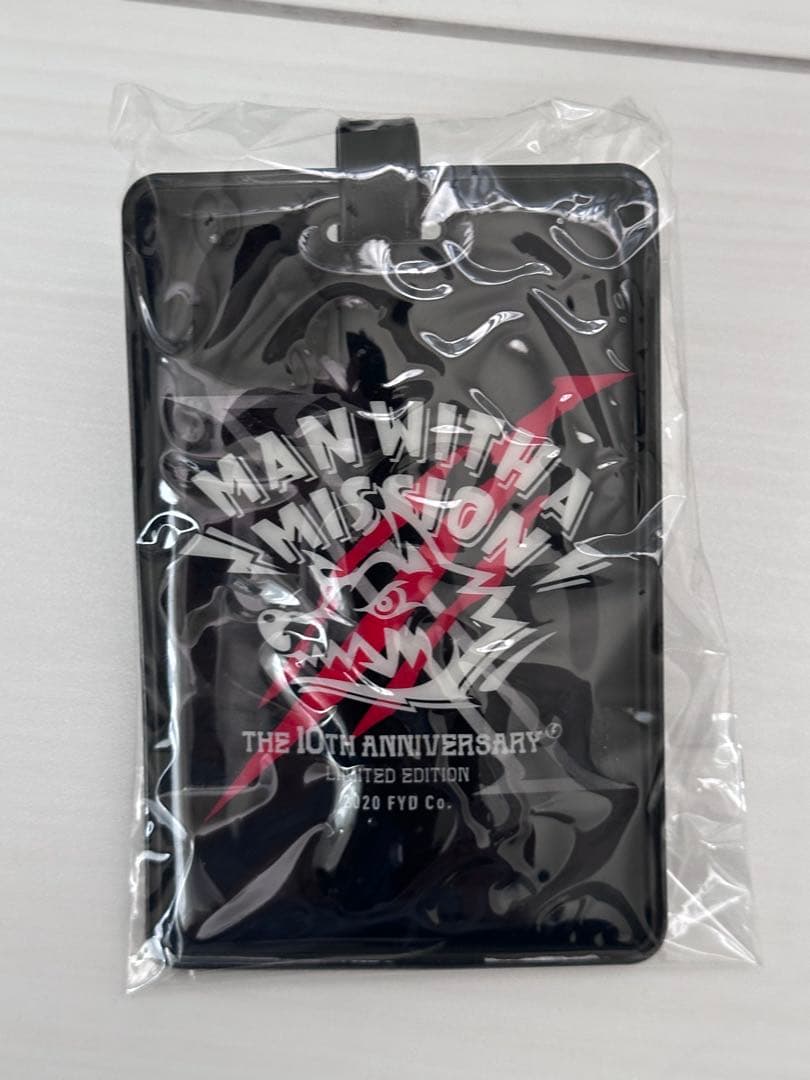 MAN WITH A
MISSION
THE 10TH ANNIVERSARY
LIMITED EDITION
2020 FYD Co.